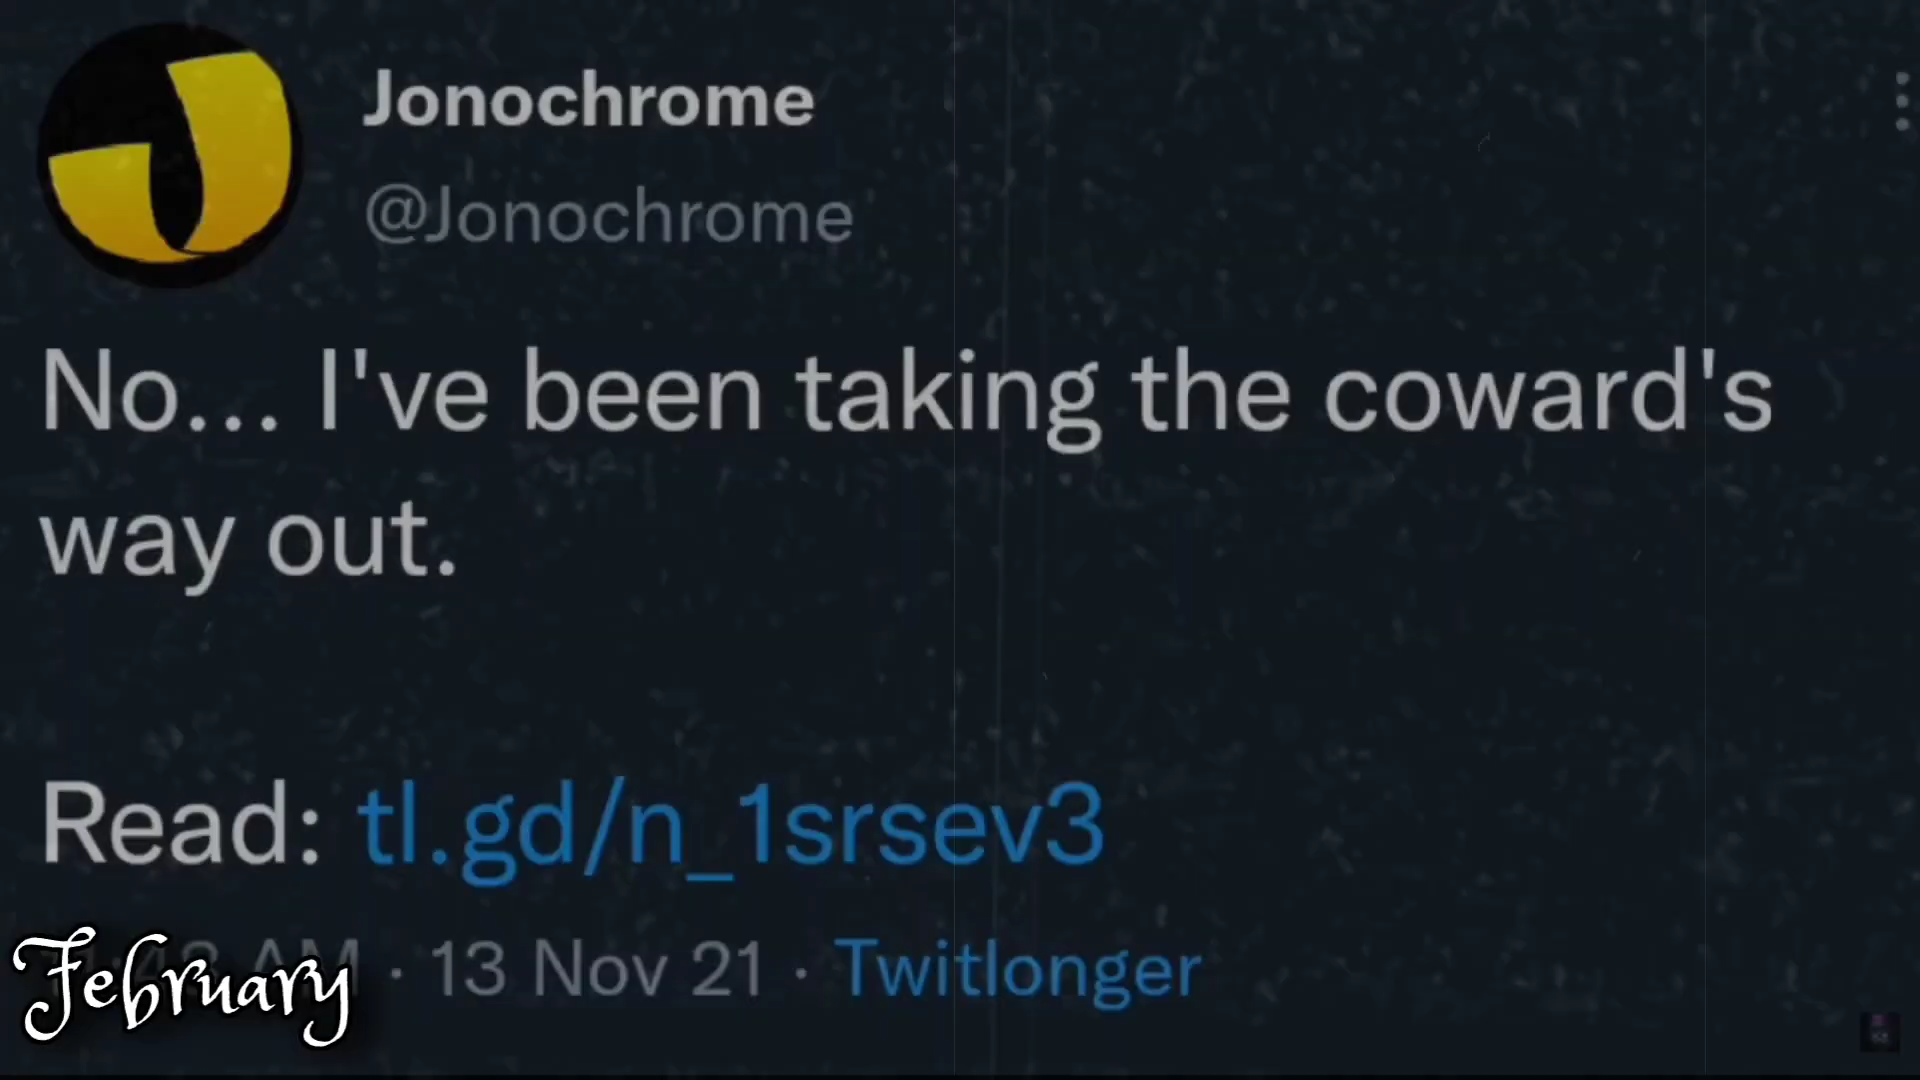 Jonochrome
@Jonochrome
No... I've been taking the coward's
way out.
Read: tl.gd/n_1srsev3
AM · 13 Nov 21 · Twitlonger
February